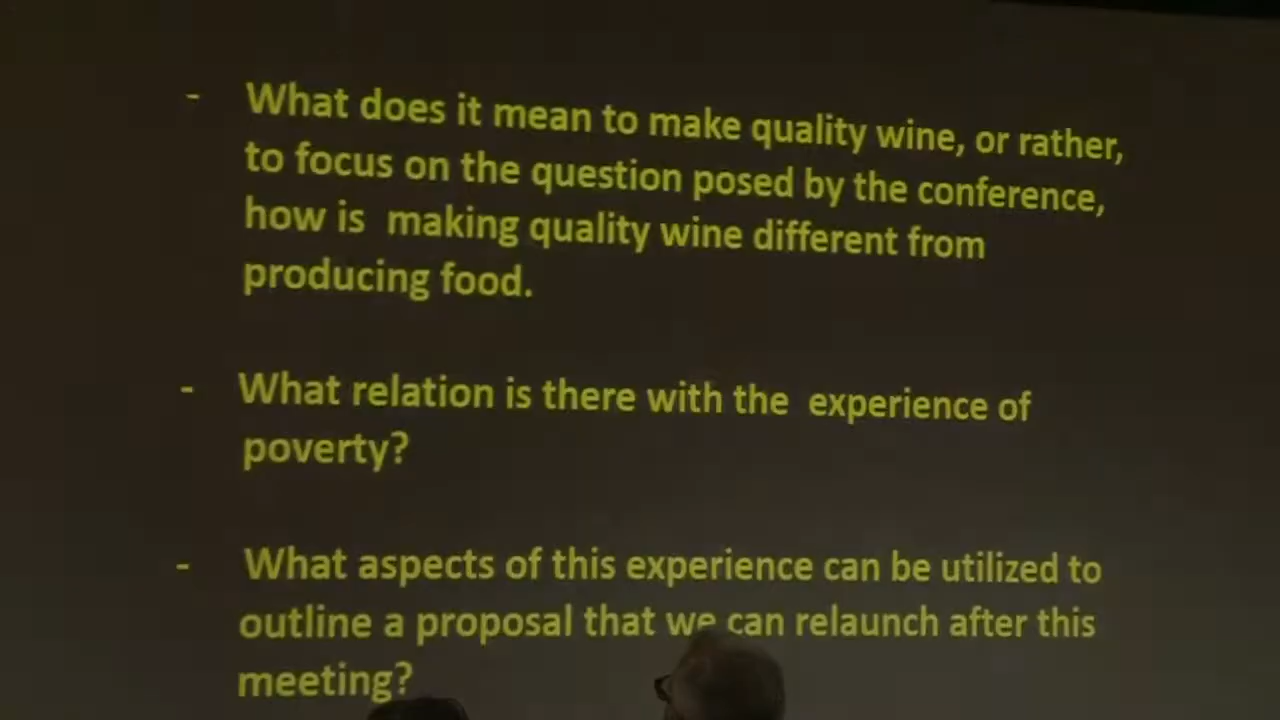 - What does it mean to make quality wine, or rather,
to focus on the question posed by the conference,
how is making quality wine different from
producing food.
- What relation is there with the experience of
poverty?
- What aspects of this experience can be utilized to
outline a proposal that we can relaunch after this
meeting?